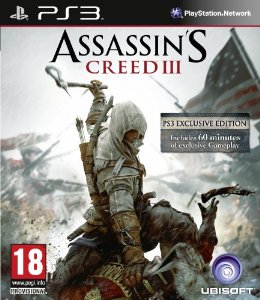 PS3
PlayStation.Network
ASSASSIN'S
CREED III
PS3 EXCLUSIVE EDITION
Includes 60 minutes
of exclusive Gameplay
18
www.pegi.info
PROVISIONAL
UBISOFT